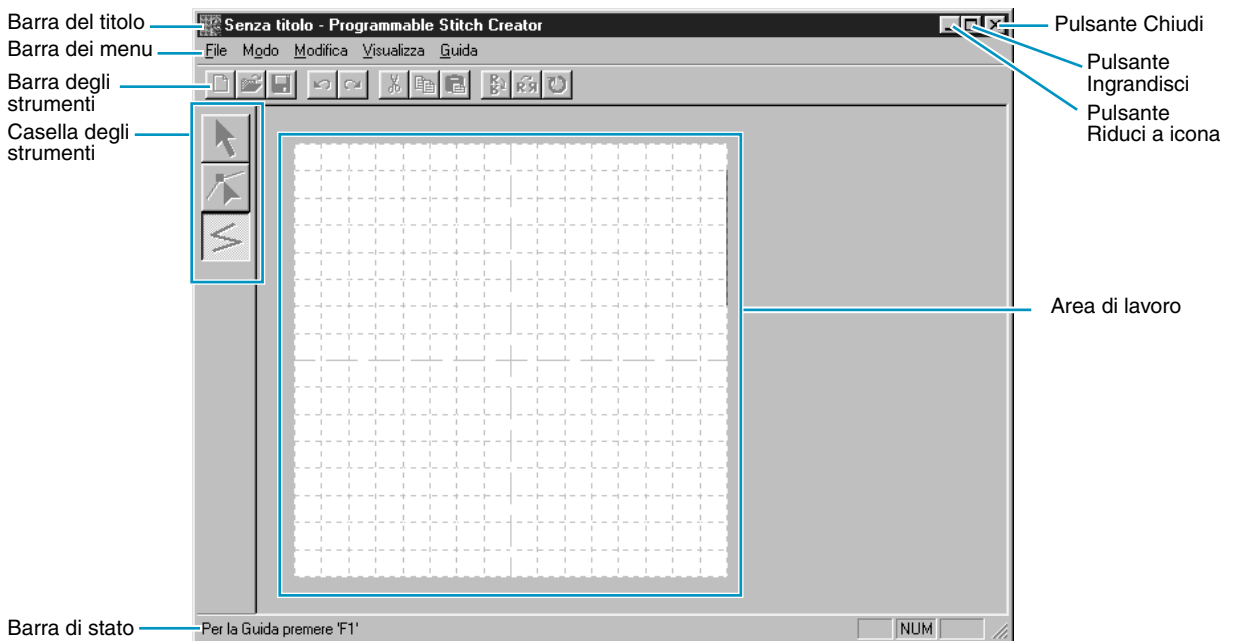 Barra del titolo
Senza titolo - Programmable Stitch Creator
Pulsante Chiudi
Barra dei menu
File Modo Modifica Visualizza Guida
Pulsante
Ingrandisci
Barra degli
strumenti
Pulsante
Riduci a icona
Casella degli
strumenti
Area di lavoro
Barra di stato
Per la Guida premere 'F1'
NUM